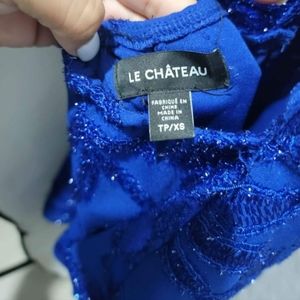 LE CHÂTEAU
FABRIQUÉ EN
CHINE
MADE IN
CHINA
TP/XS